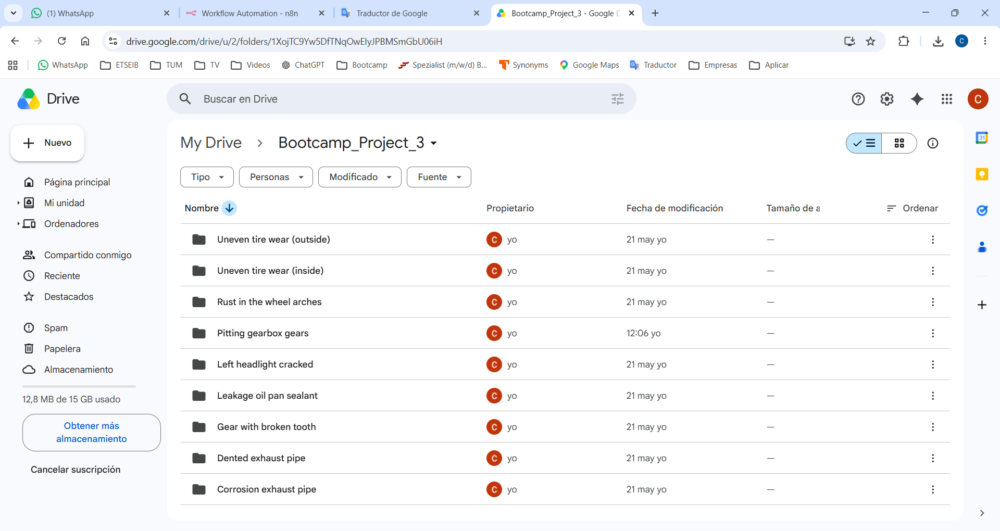 (1) WhatsApp
Workflow Automation - n8n
Traductor de Google
Bootcamp_Project_3 - Google D
drive.google.com/drive/u/2/folders/1XojTC9Yw5DfTNqOwEIyJPBMSmGbU06iH
C
WhatsApp
ETSEIB
TUM
TV
Videos
ChatGPT
Bootcamp
Spezialist (m/w/d) B...
Synonyms
Google Maps
Traductor
Empresas
Aplicar
Drive
Buscar en Drive
C
Nuevo
Página principal
Mi unidad
Ordenadores
Compartido conmigo
Reciente
Destacados
Spam
Papelera
Almacenamiento
12,8 MB de 15 GB usado
Obtener más
almacenamiento
Cancelar suscripción
My Drive
Bootcamp_Project_3
Tipo
Personas
Modificado
Fuente
Nombre Propietario Fecha de modificación Tamaño de a Ordenar
Uneven tire wear (outside) C yo 21 may yo —
Uneven tire wear (inside) C yo 21 may yo —
Rust in the wheel arches C yo 21 may yo —
Pitting gearbox gears C yo 12:06 yo —
Left headlight cracked C yo 21 may yo —
Leakage oil pan sealant C yo 21 may yo —
Gear with broken tooth C yo 21 may yo —
Dented exhaust pipe C yo 21 may yo —
Corrosion exhaust pipe C yo 21 may yo —
31